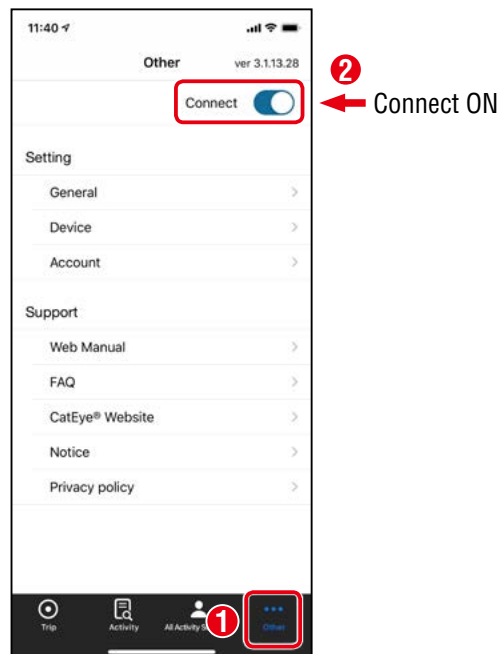 11:40
Other ver 3.1.13.28
2
Connect
Connect ON
Setting
General
Device
Account
Support
Web Manual
FAQ
CatEye® Website
Notice
Privacy policy
1
Trip Activity All Activity S Other